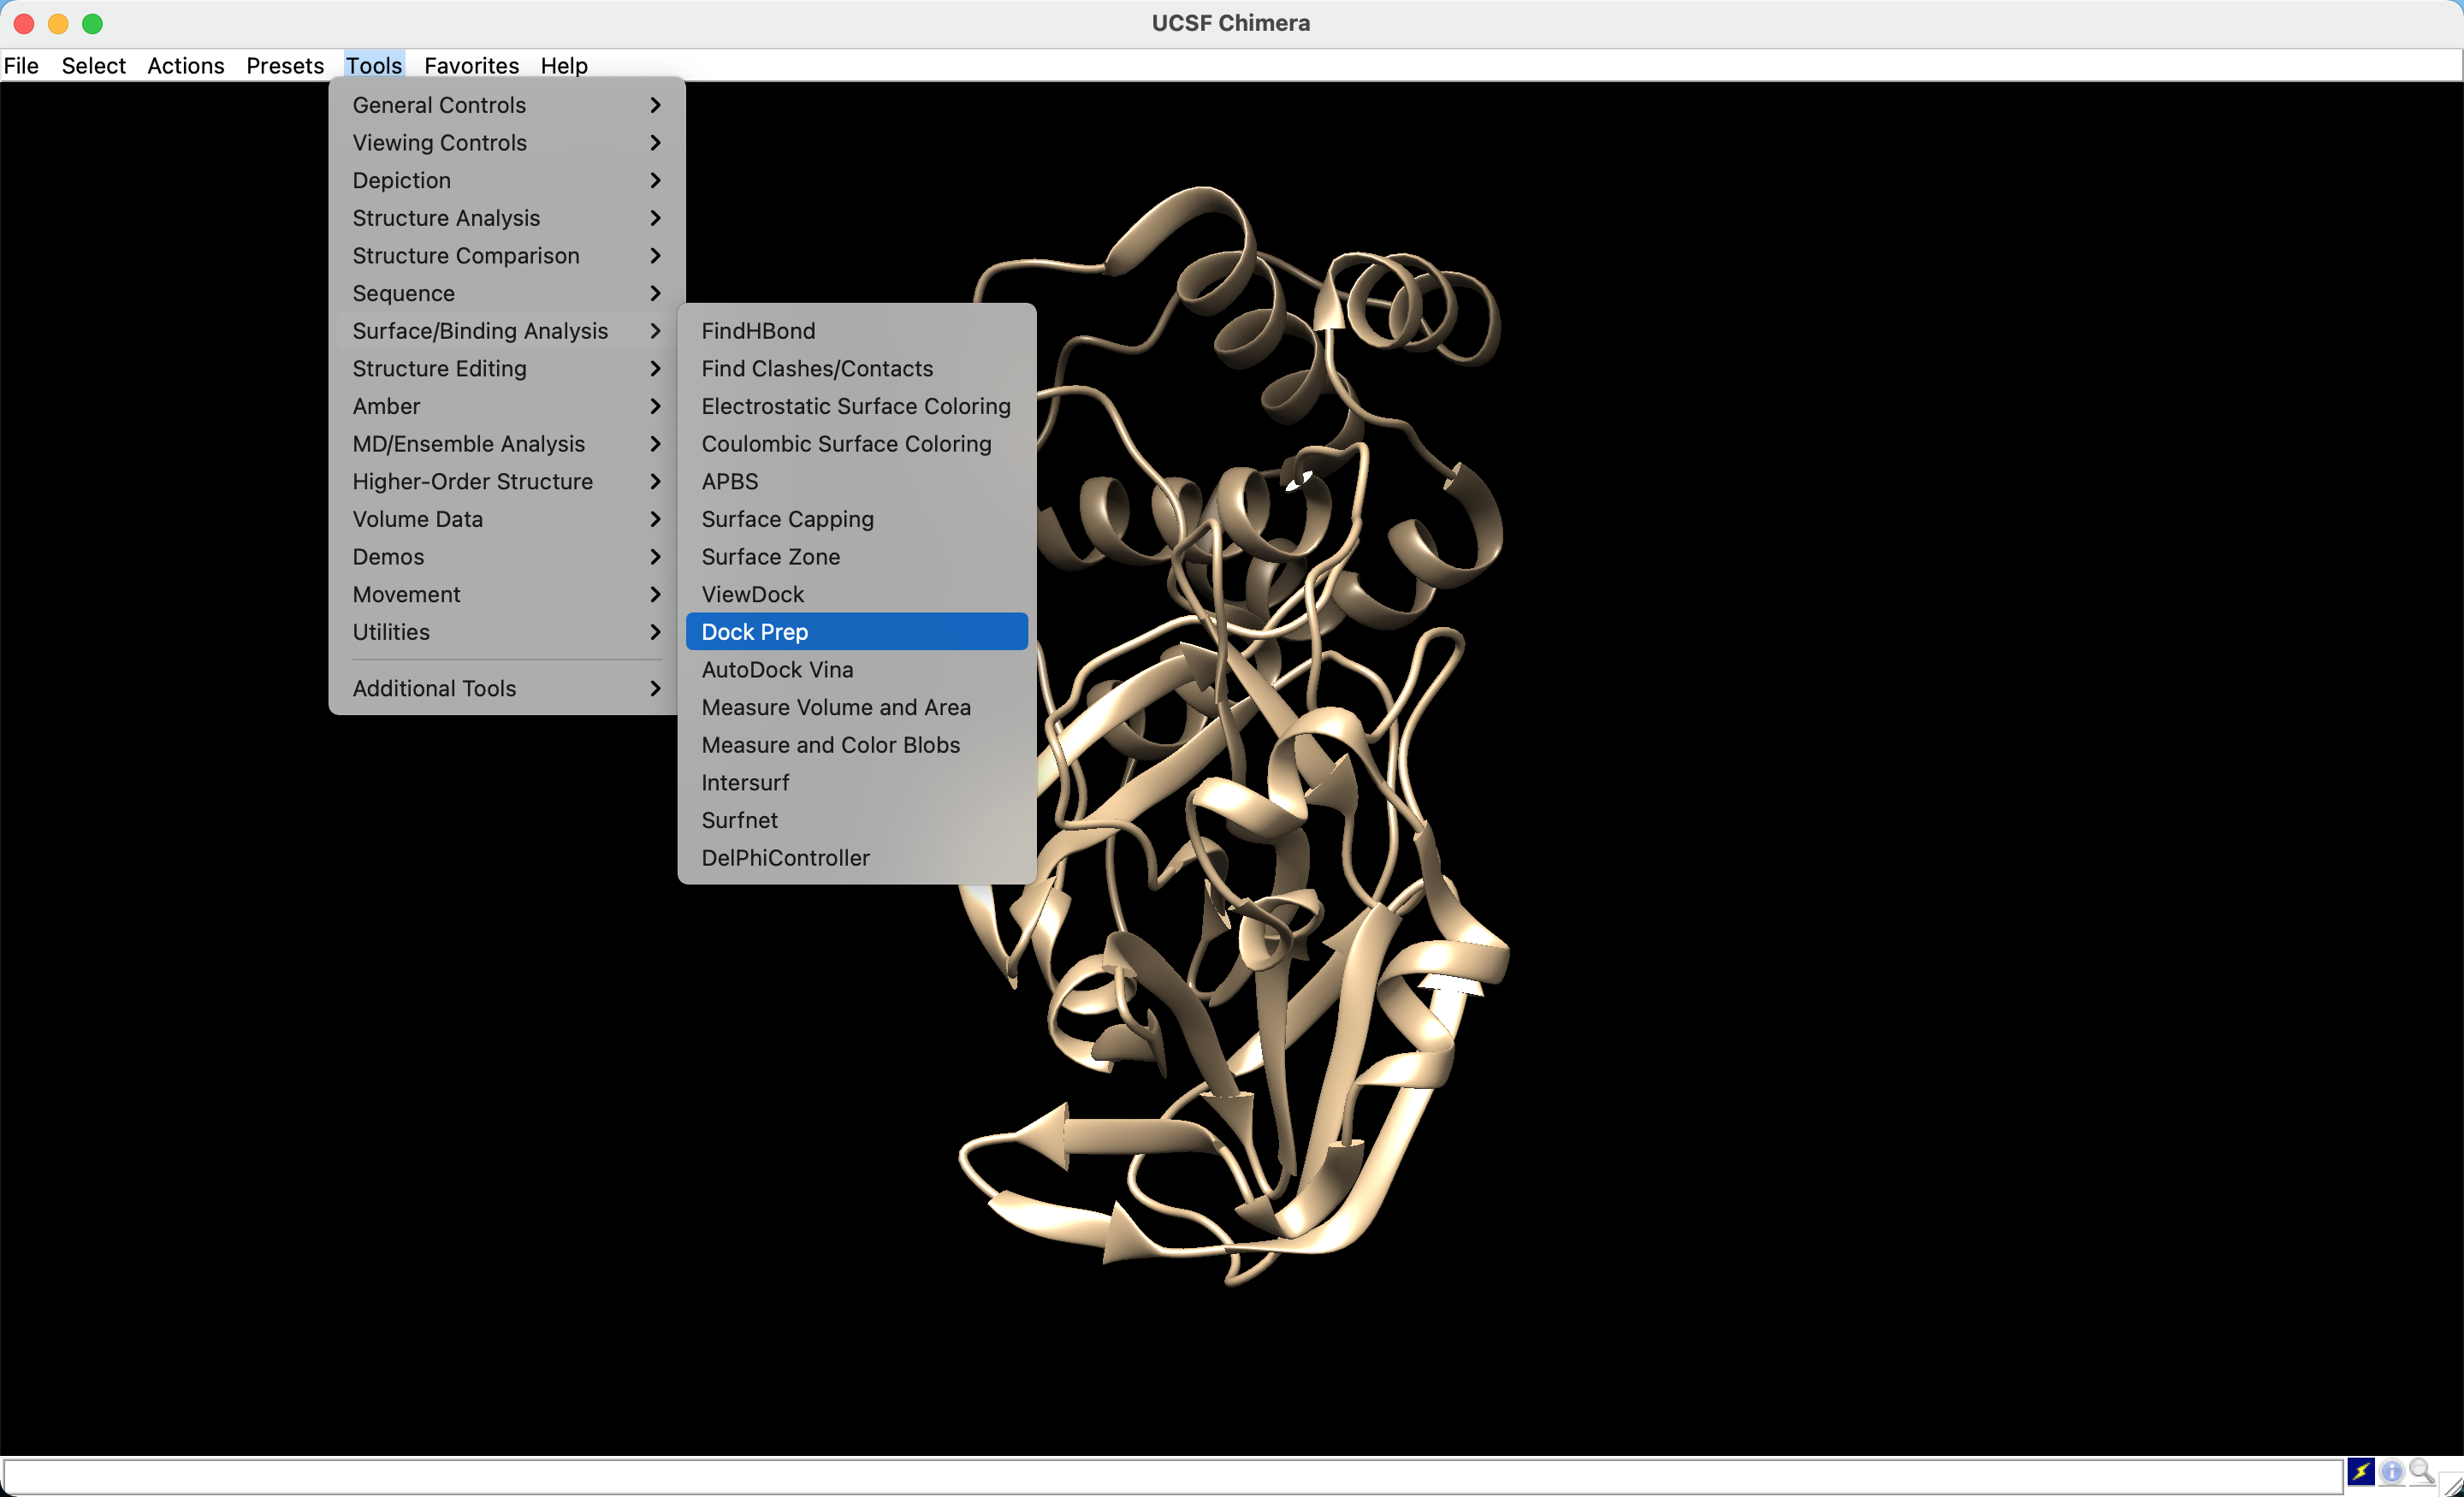 UCSF Chimera
File Select Actions Presets Tools Favorites Help
General Controls
Viewing Controls
Depiction
Structure Analysis
Structure Comparison
Sequence
Surface/Binding Analysis
Structure Editing
Amber
MD/Ensemble Analysis
Higher-Order Structure
Volume Data
Demos
Movement
Utilities
Additional Tools
FindHBond
Find Clashes/Contacts
Electrostatic Surface Coloring
Coulombic Surface Coloring
APBS
Surface Capping
Surface Zone
ViewDock
Dock Prep
AutoDock Vina
Measure Volume and Area
Measure and Color Blobs
Intersurf
Surfnet
DelPhiController